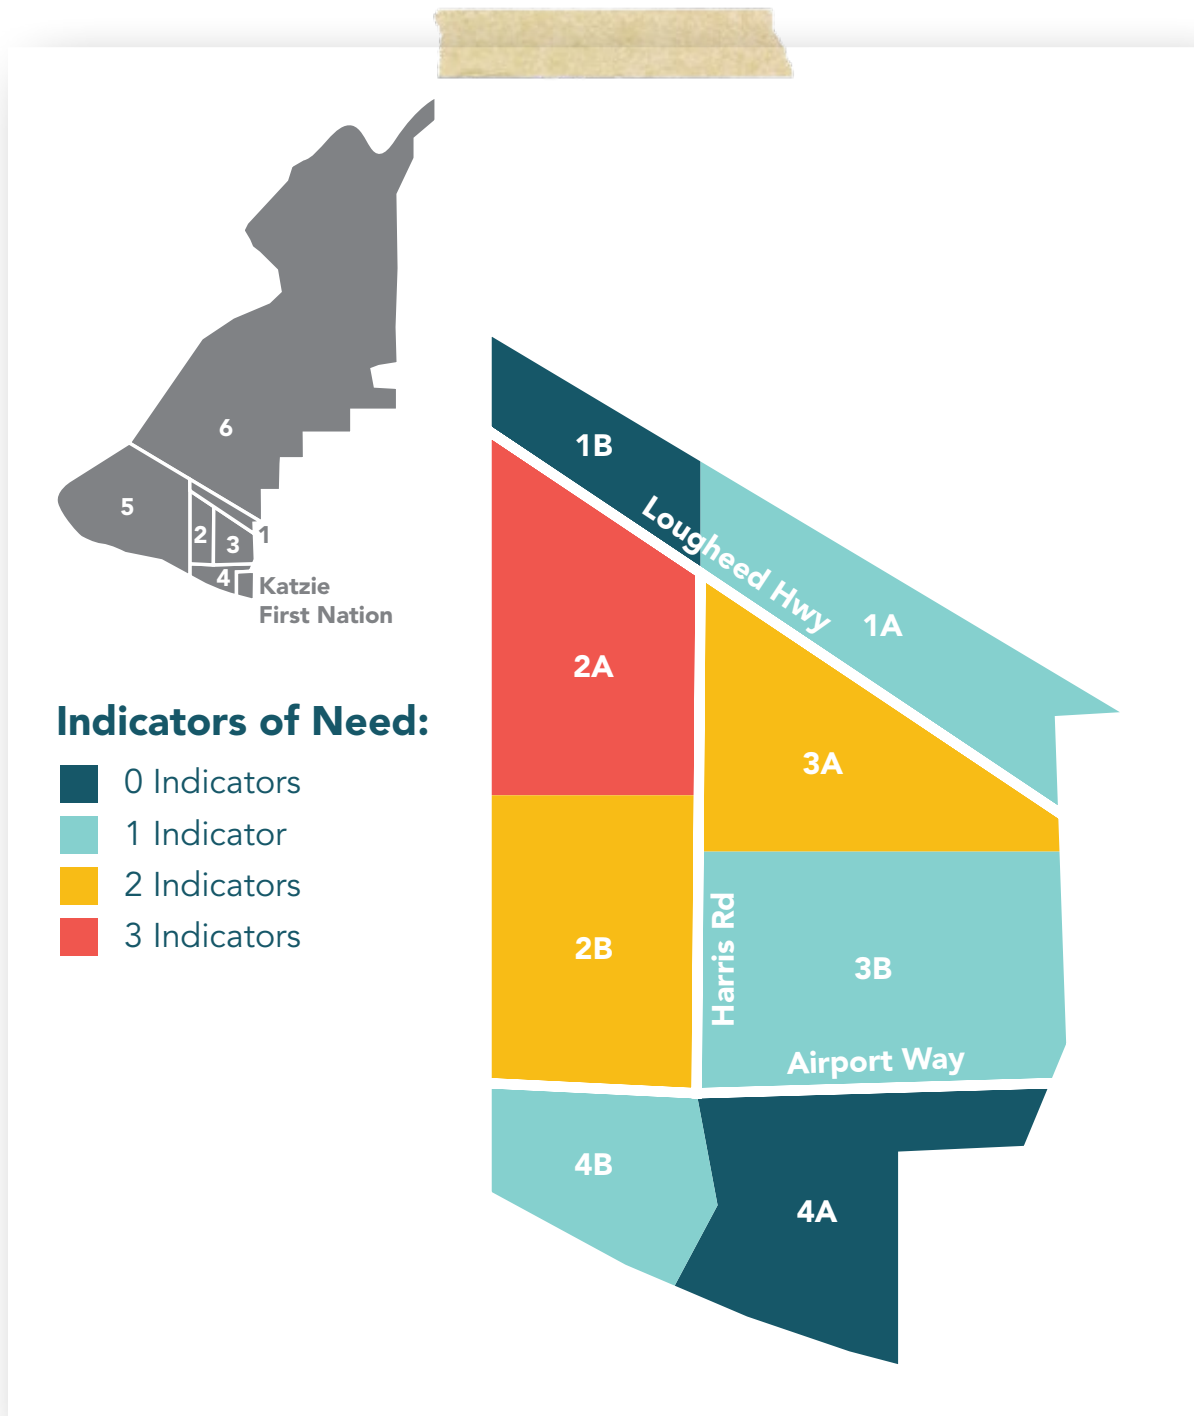 6
5
2
3
1
4
Katzie
First Nation
Indicators of Need:
0 Indicators
1 Indicator
2 Indicators
3 Indicators
1B
Lougheed Hwy
1A
2A
3A
2B
Harris Rd
3B
Airport Way
4B
4A